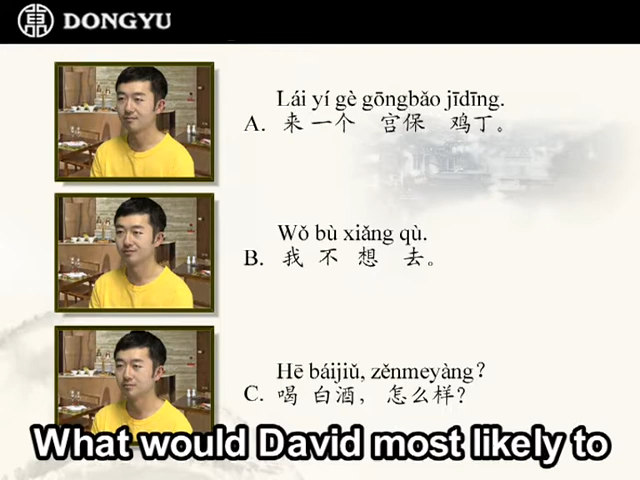 DONGYU
Lái yí gè gōngbǎo jīdīng.
A. 来 一个 宫保 鸡丁。
Wǒ bù xiǎng qù.
B. 我 不 想 去。
Hē báijiǔ, zěnmeyàng?
C. 喝 白酒, 怎么样?
What would David most likely to